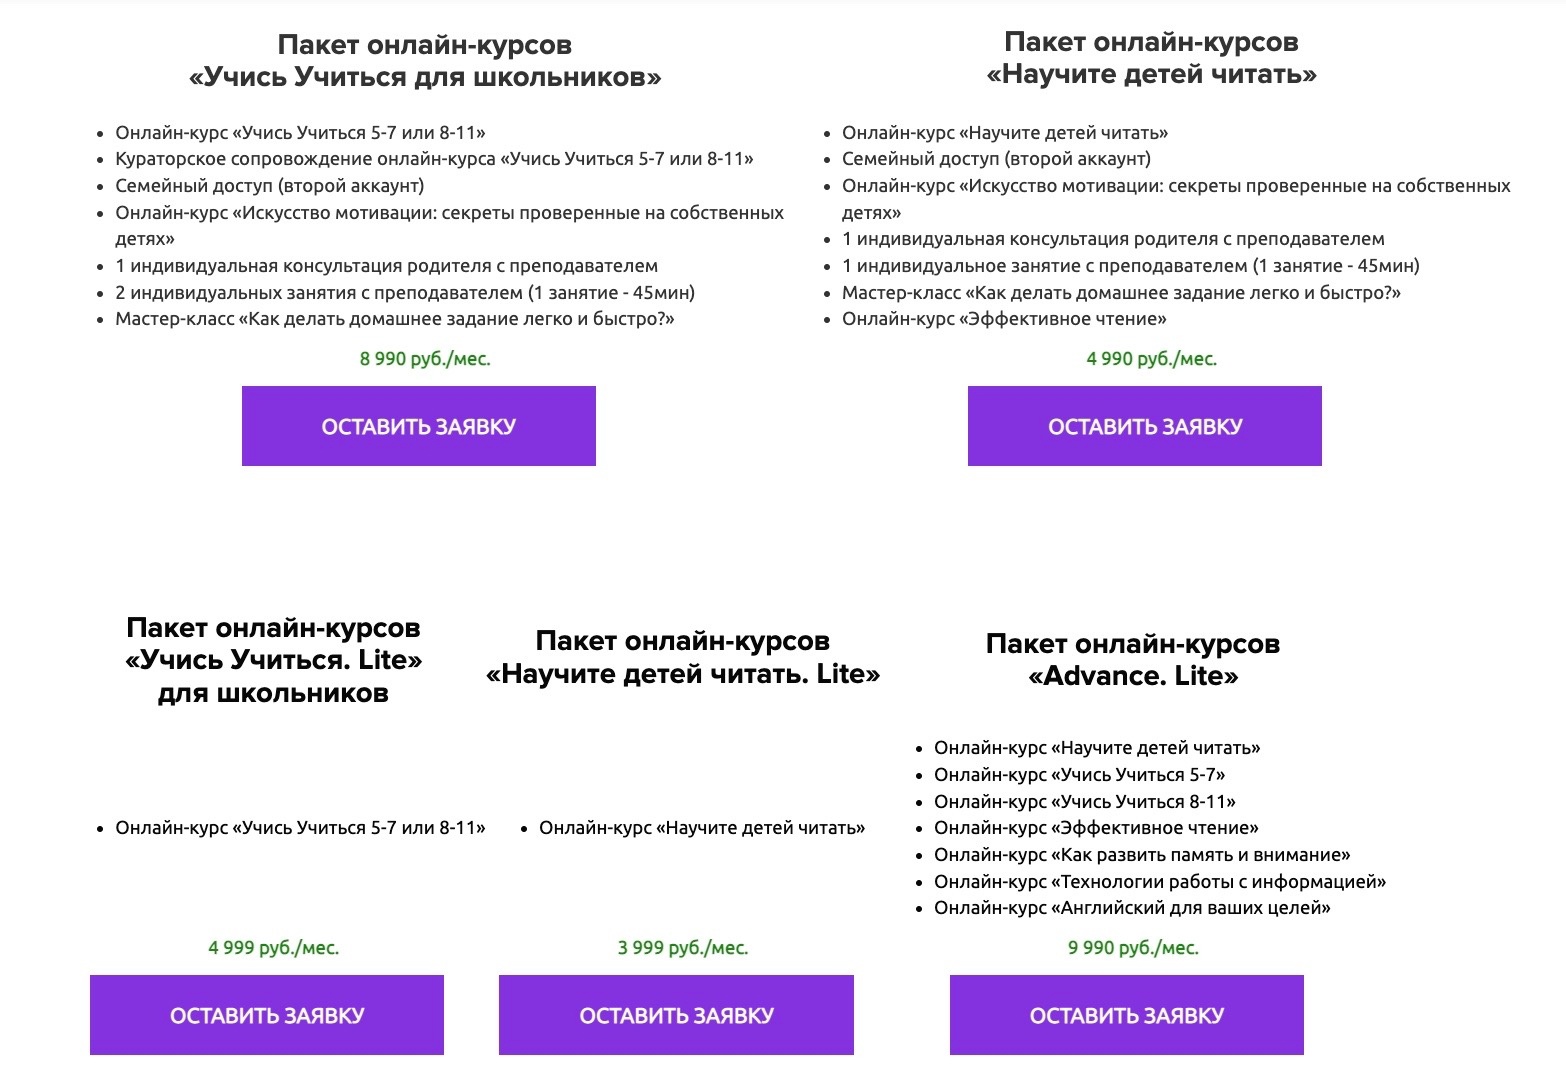 Пакет онлайн-курсов
«Учись Учиться для школьников»
• Онлайн-курс «Учись Учиться 5-7 или 8-11»
• Кураторское сопровождение онлайн-курса «Учись Учиться 5-7 или 8-11»
• Семейный доступ (второй аккаунт)
• Онлайн-курс «Искусство мотивации: секреты проверенные на собственных
детях»
• 1 индивидуальная консультация родителя с преподавателем
• 2 индивидуальных занятия с преподавателем (1 занятие - 45мин)
• Мастер-класс «Как делать домашнее задание легко и быстро?»
8 990 руб./мес.
ОСТАВИТЬ ЗАЯВКУ
Пакет онлайн-курсов
«Научите детей читать»
• Онлайн-курс «Научите детей читать»
• Семейный доступ (второй аккаунт)
• Онлайн-курс «Искусство мотивации: секреты проверенные на собственных
детях»
• 1 индивидуальная консультация родителя с преподавателем
• 1 индивидуальное занятие с преподавателем (1 занятие - 45мин)
• Мастер-класс «Как делать домашнее задание легко и быстро?»
• Онлайн-курс «Эффективное чтение»
4 990 руб./мес.
ОСТАВИТЬ ЗАЯВКУ
Пакет онлайн-курсов
«Учись Учиться. Lite»
для школьников
• Онлайн-курс «Учись Учиться 5-7 или 8-11»
4 999 руб./мес.
ОСТАВИТЬ ЗАЯВКУ
Пакет онлайн-курсов
«Научите детей читать. Lite»
• Онлайн-курс «Научите детей читать»
3 999 руб./мес.
ОСТАВИТЬ ЗАЯВКУ
Пакет онлайн-курсов
«Advance. Lite»
• Онлайн-курс «Научите детей читать»
• Онлайн-курс «Учись Учиться 5-7»
• Онлайн-курс «Учись Учиться 8-11»
• Онлайн-курс «Эффективное чтение»
• Онлайн-курс «Как развить память и внимание»
• Онлайн-курс «Технологии работы с информацией»
• Онлайн-курс «Английский для ваших целей»
9 990 руб./мес.
ОСТАВИТЬ ЗАЯВКУ